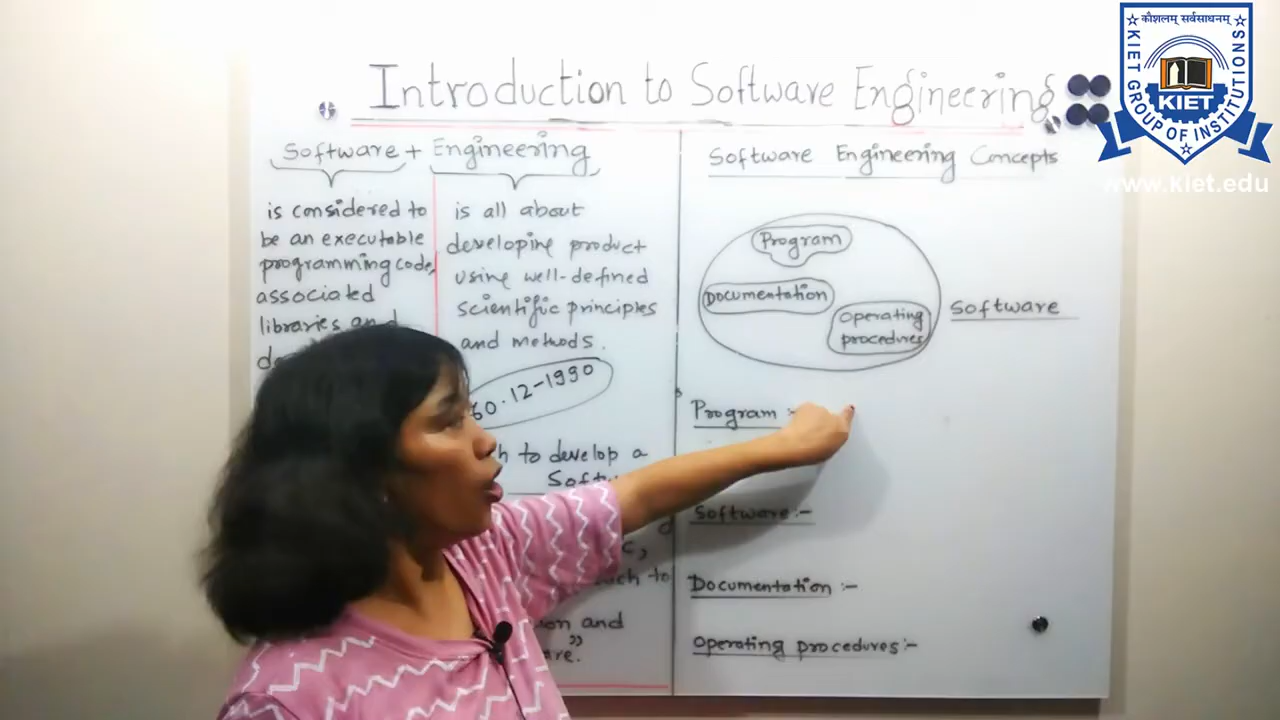 Introduction to Software Engineering
Software + Engineering
is considered to
be an executable
programming code,
associated
libraries and
is all about
developing product
using well-defined
scientific principles
and methods.
60.12-1990
to develop a
Software Engineering Concepts
Program
Documentation
Operating
procedures
Software
Program :-
Software :-
Documentation :-
Operating procedures :-
to
and
कौशलम् सर्वसाधनम्
KIET GROUP OF INSTITUTIONS
KIET
www.kiet.edu